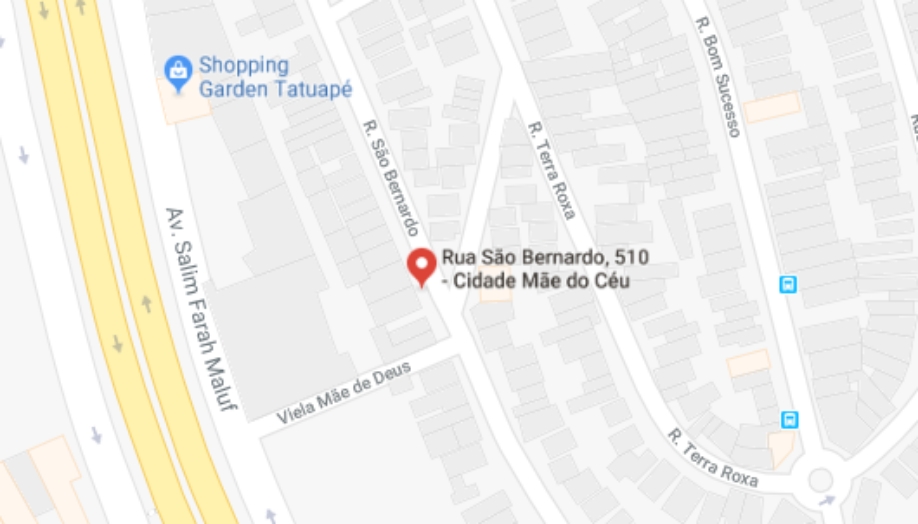 Shopping
Garden Tatuapé
R. Bom Sucesso
R. São Bernardo
R. Terra Roxa
Av. Salim Farah Maluf
Rua São Bernardo, 510
- Cidade Mãe do Céu
Viela Mãe de Deus
R. Terra Roxa